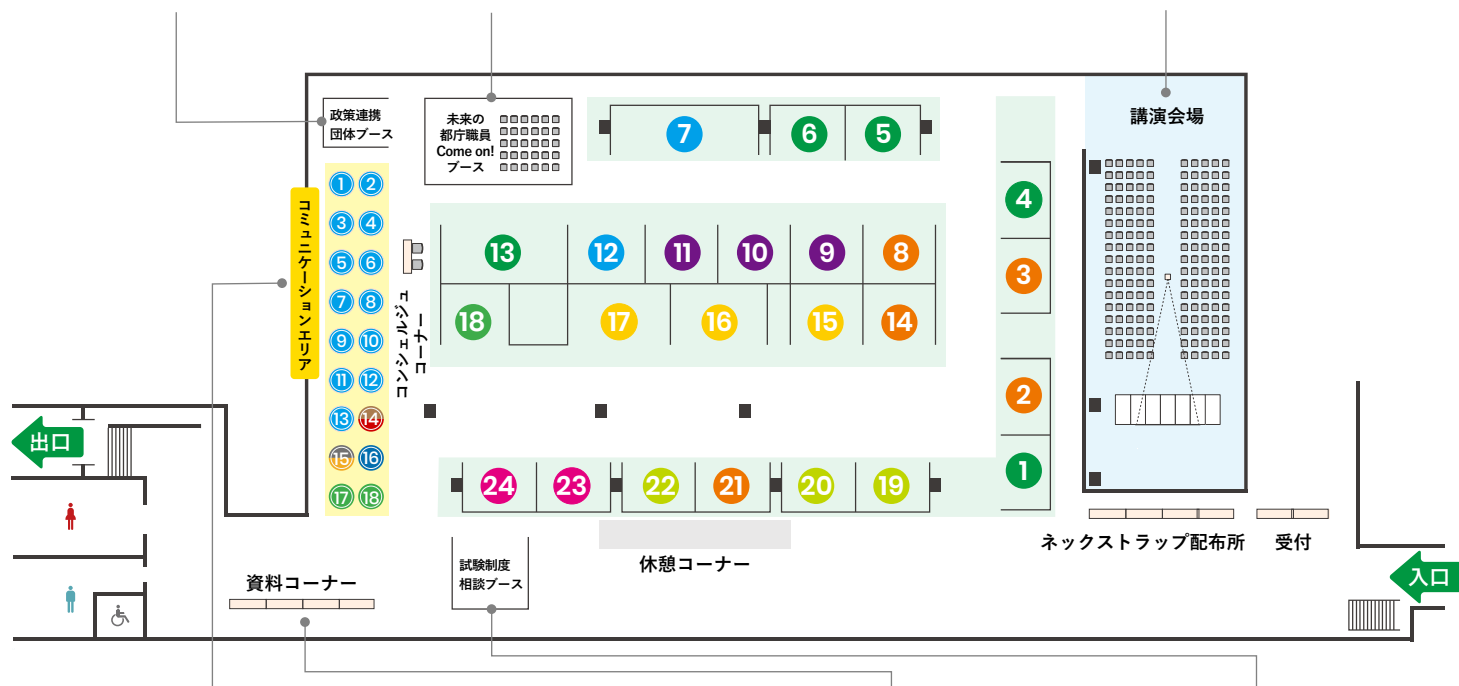 政策連携
団体ブース
未来の
都庁職員
Come on!
ブース
7
6
5
講演会場
コミュニケーションエリア
1 2
3 4
5 6
7 8
9 10
11 12
13 14
15 16
17 18
コンシェルジュ
コーナー
13
12
11
10
9
8
18
17
16
15
14
4
3
2
1
24
23
22
21
20
19
出口
休憩コーナー
試験制度
相談ブース
資料コーナー
ネックストラップ配布所
受付
入口